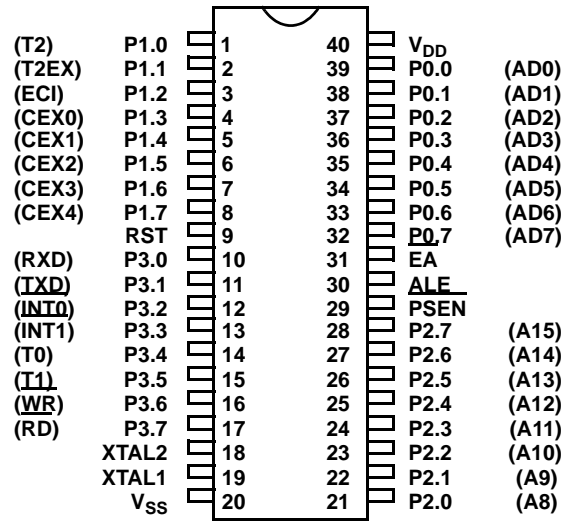 (T2) P1.0 1 40 VDD
(T2EX) P1.1 2 39 P0.0 (AD0)
(ECI) P1.2 3 38 P0.1 (AD1)
(CEX0) P1.3 4 37 P0.2 (AD2)
(CEX1) P1.4 5 36 P0.3 (AD3)
(CEX2) P1.5 6 35 P0.4 (AD4)
(CEX3) P1.6 7 34 P0.5 (AD5)
(CEX4) P1.7 8 33 P0.6 (AD6)
RST 9 32 P0.7 (AD7)
(RXD) P3.0 10 31 EA
(TXD) P3.1 11 30 ALE
(INT0) P3.2 12 29 PSEN
(INT1) P3.3 13 28 P2.7 (A15)
(T0) P3.4 14 27 P2.6 (A14)
(T1) P3.5 15 26 P2.5 (A13)
(WR) P3.6 16 25 P2.4 (A12)
(RD) P3.7 17 24 P2.3 (A11)
XTAL2 18 23 P2.2 (A10)
XTAL1 19 22 P2.1 (A9)
VSS 20 21 P2.0 (A8)